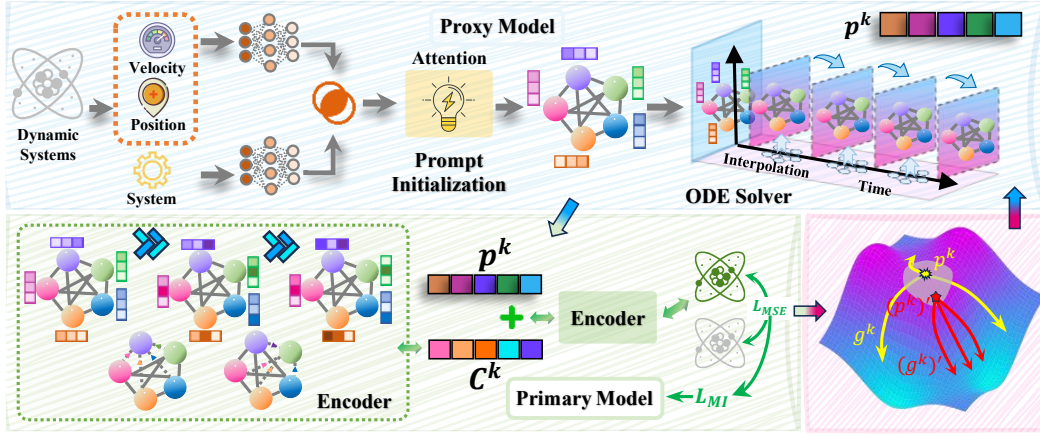 Proxy Model
p^k
Velocity
Position
Dynamic
Systems
System
Attention
Prompt
Initialization
Interpolation
Time
ODE Solver
p^k
+
Encoder
C^k
Encoder
L_MSE
L_MI
Primary Model
p^k
(p^k)′
g^k
(g^k)′